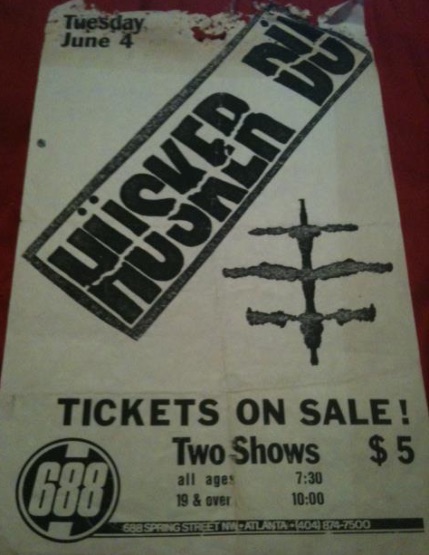 Tuesday
June 4
HÜSKER DÜ
TICKETS ON SALE!
Two Shows $5
all ages 7:30
19 & over 10:00
688
688 SPRING STREET NW • ATLANTA • (404) 874-7500